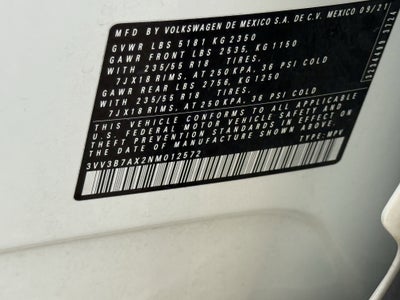 MFD BY VOLKSWAGEN DE MEXICO S.A. DE C.V. MEXICO 09/21
GVWR LBS 5181 KG 2350
GAWR FRONT LBS 2535, KG 1150
WITH 235/55 R18 TIRES,
7JX18 RIMS, AT 250 KPA, 36 PSI COLD
GAWR REAR LBS 2756, KG 1250
WITH 235/55 R18 TIRES,
7JX18 RIMS, AT 250 KPA, 36 PSI COLD
THIS VEHICLE CONFORMS TO ALL APPLICABLE
U.S. FEDERAL MOTOR VEHICLE SAFETY AND
THEFT PREVENTION STANDARDS IN EFFECT ON
THE DATE OF MANUFACTURE SHOWN ABOVE.
TYPE: MPV
3VV3B7AX2NM012572